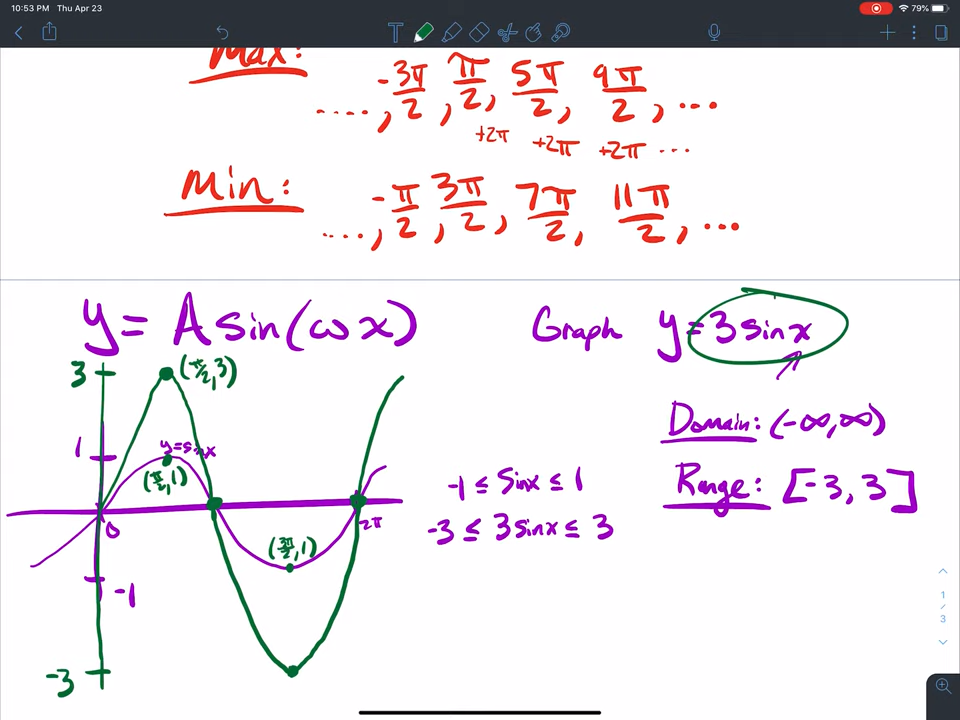 10:53 PM Thu Apr 23
79%
Max:
...., -3π/2, π/2, 5π/2, 9π/2, ...
+2π +2π +2π ...
Min:
...., -π/2, 3π/2, 7π/2, 11π/2, ...
y = A sin(ωx)
Graph y = 3 sin x
3
(π/2, 3)
Domain: (-∞, ∞)
1
y = sin x
(π/2, 1)
-1 ≤ sin x ≤ 1
Range: [-3, 3]
0
2π
-3 ≤ 3 sin x ≤ 3
(3π/2, 1)
-1
-3
1
/
3